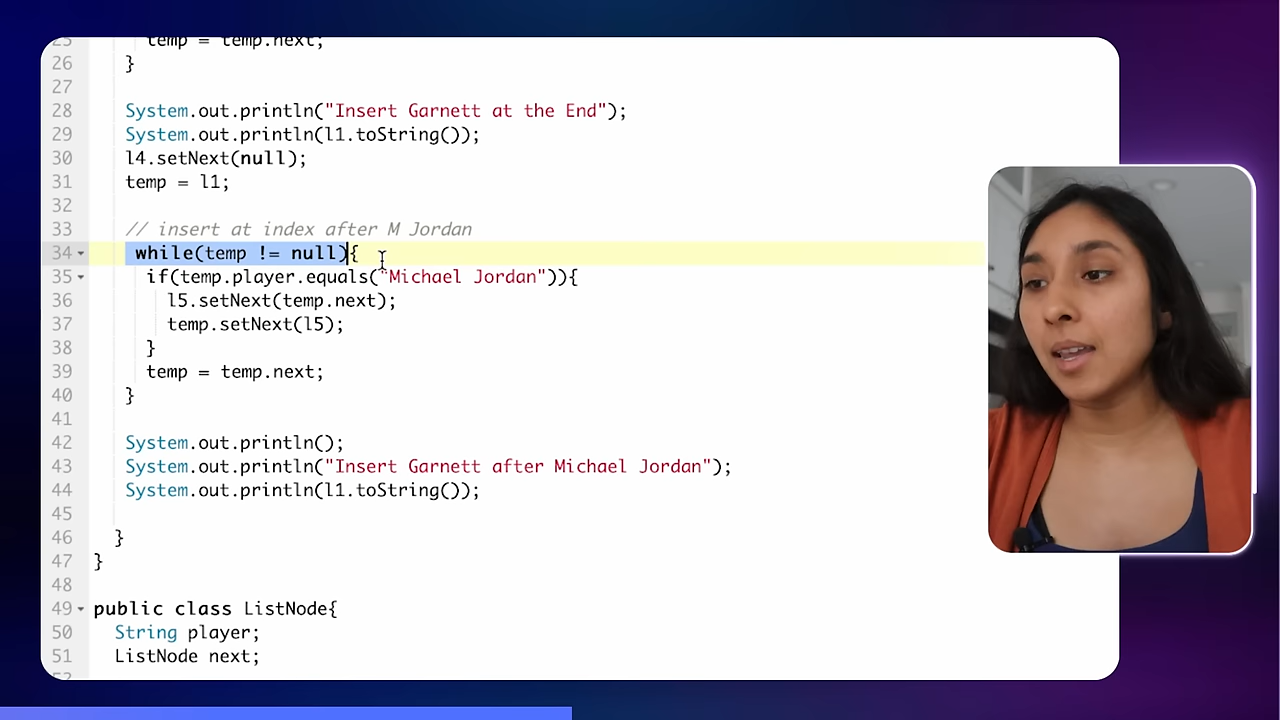 25 temp = temp.next;
26 }
27
28 System.out.println("Insert Garnett at the End");
29 System.out.println(l1.toString());
30 l4.setNext(null);
31 temp = l1;
32
33 // insert at index after M Jordan
34 while(temp != null){
35 if(temp.player.equals("Michael Jordan")){
36 l5.setNext(temp.next);
37 temp.setNext(l5);
38 }
39 temp = temp.next;
40 }
41
42 System.out.println();
43 System.out.println("Insert Garnett after Michael Jordan");
44 System.out.println(l1.toString());
45
46 }
47 }
48
49 public class ListNode{
50 String player;
51 ListNode next;